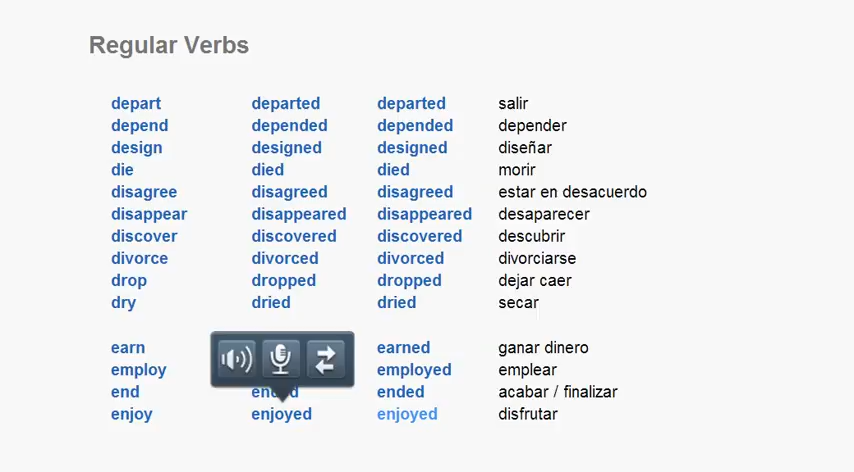 Regular Verbs
depart departed departed salir
depend depended depended depender
design designed designed diseñar
die died died morir
disagree disagreed disagreed estar en desacuerdo
disappear disappeared disappeared desaparecer
discover discovered discovered descubrir
divorce divorced divorced divorciarse
drop dropped dropped dejar caer
dry dried dried secar
earn earned ganar dinero
employ employed emplear
end ended ended acabar / finalizar
enjoy enjoyed enjoyed disfrutar